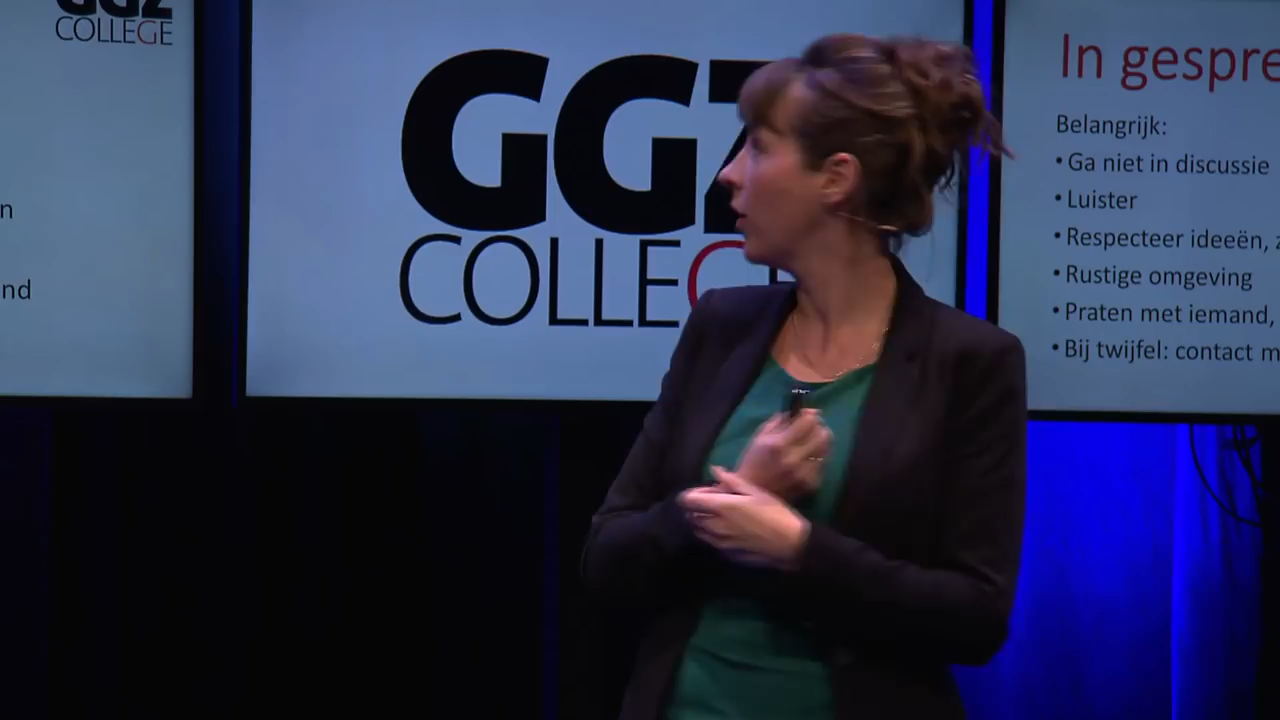 GGZ
COLLEGE
n
nd
GGZ
COLLEGE
In gespre
Belangrijk:
• Ga niet in discussie
• Luister
• Respecteer ideeën, z
• Rustige omgeving
• Praten met iemand,
• Bij twijfel: contact m